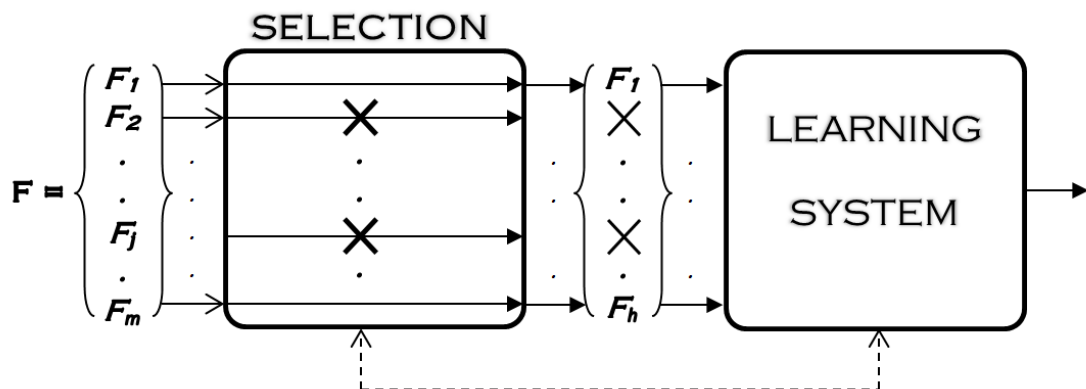 SELECTION
F =
F1
F2
.
.
Fj
.
Fm
F1
.
.
.
Fh
LEARNING
SYSTEM